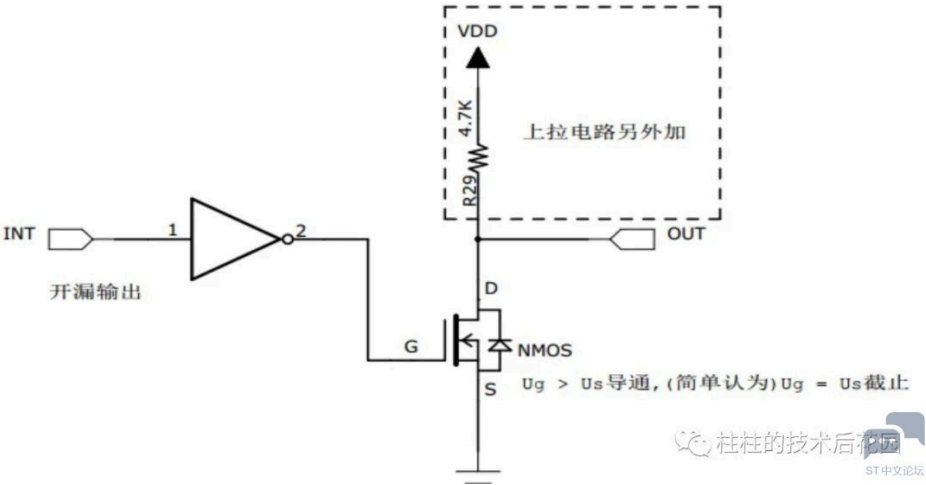 VDD
4.7K
上拉电路另外加
R29
INT
1
2
OUT
开漏输出
D
G
NMOS
S
Ug > Us导通,(简单认为)Ug = Us截止
柱柱的技术后花园
ST中文论坛